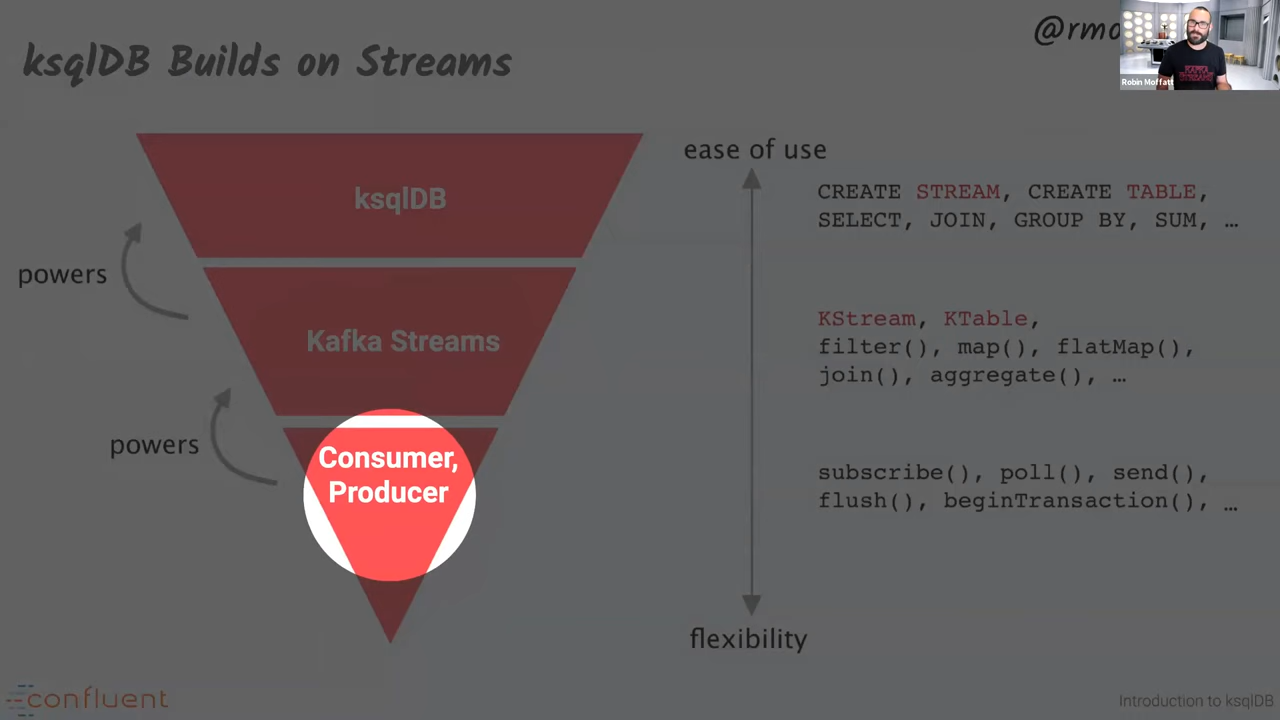 ksqlDB Builds on Streams
@rmo
Robin Moffatt
ksqlDB
powers
Kafka Streams
powers
Consumer,
Producer
ease of use
flexibility
CREATE STREAM, CREATE TABLE,
SELECT, JOIN, GROUP BY, SUM, …
KStream, KTable,
filter(), map(), flatMap(),
join(), aggregate(), …
subscribe(), poll(), send(),
flush(), beginTransaction(), …
confluent
Introduction to ksqlDB